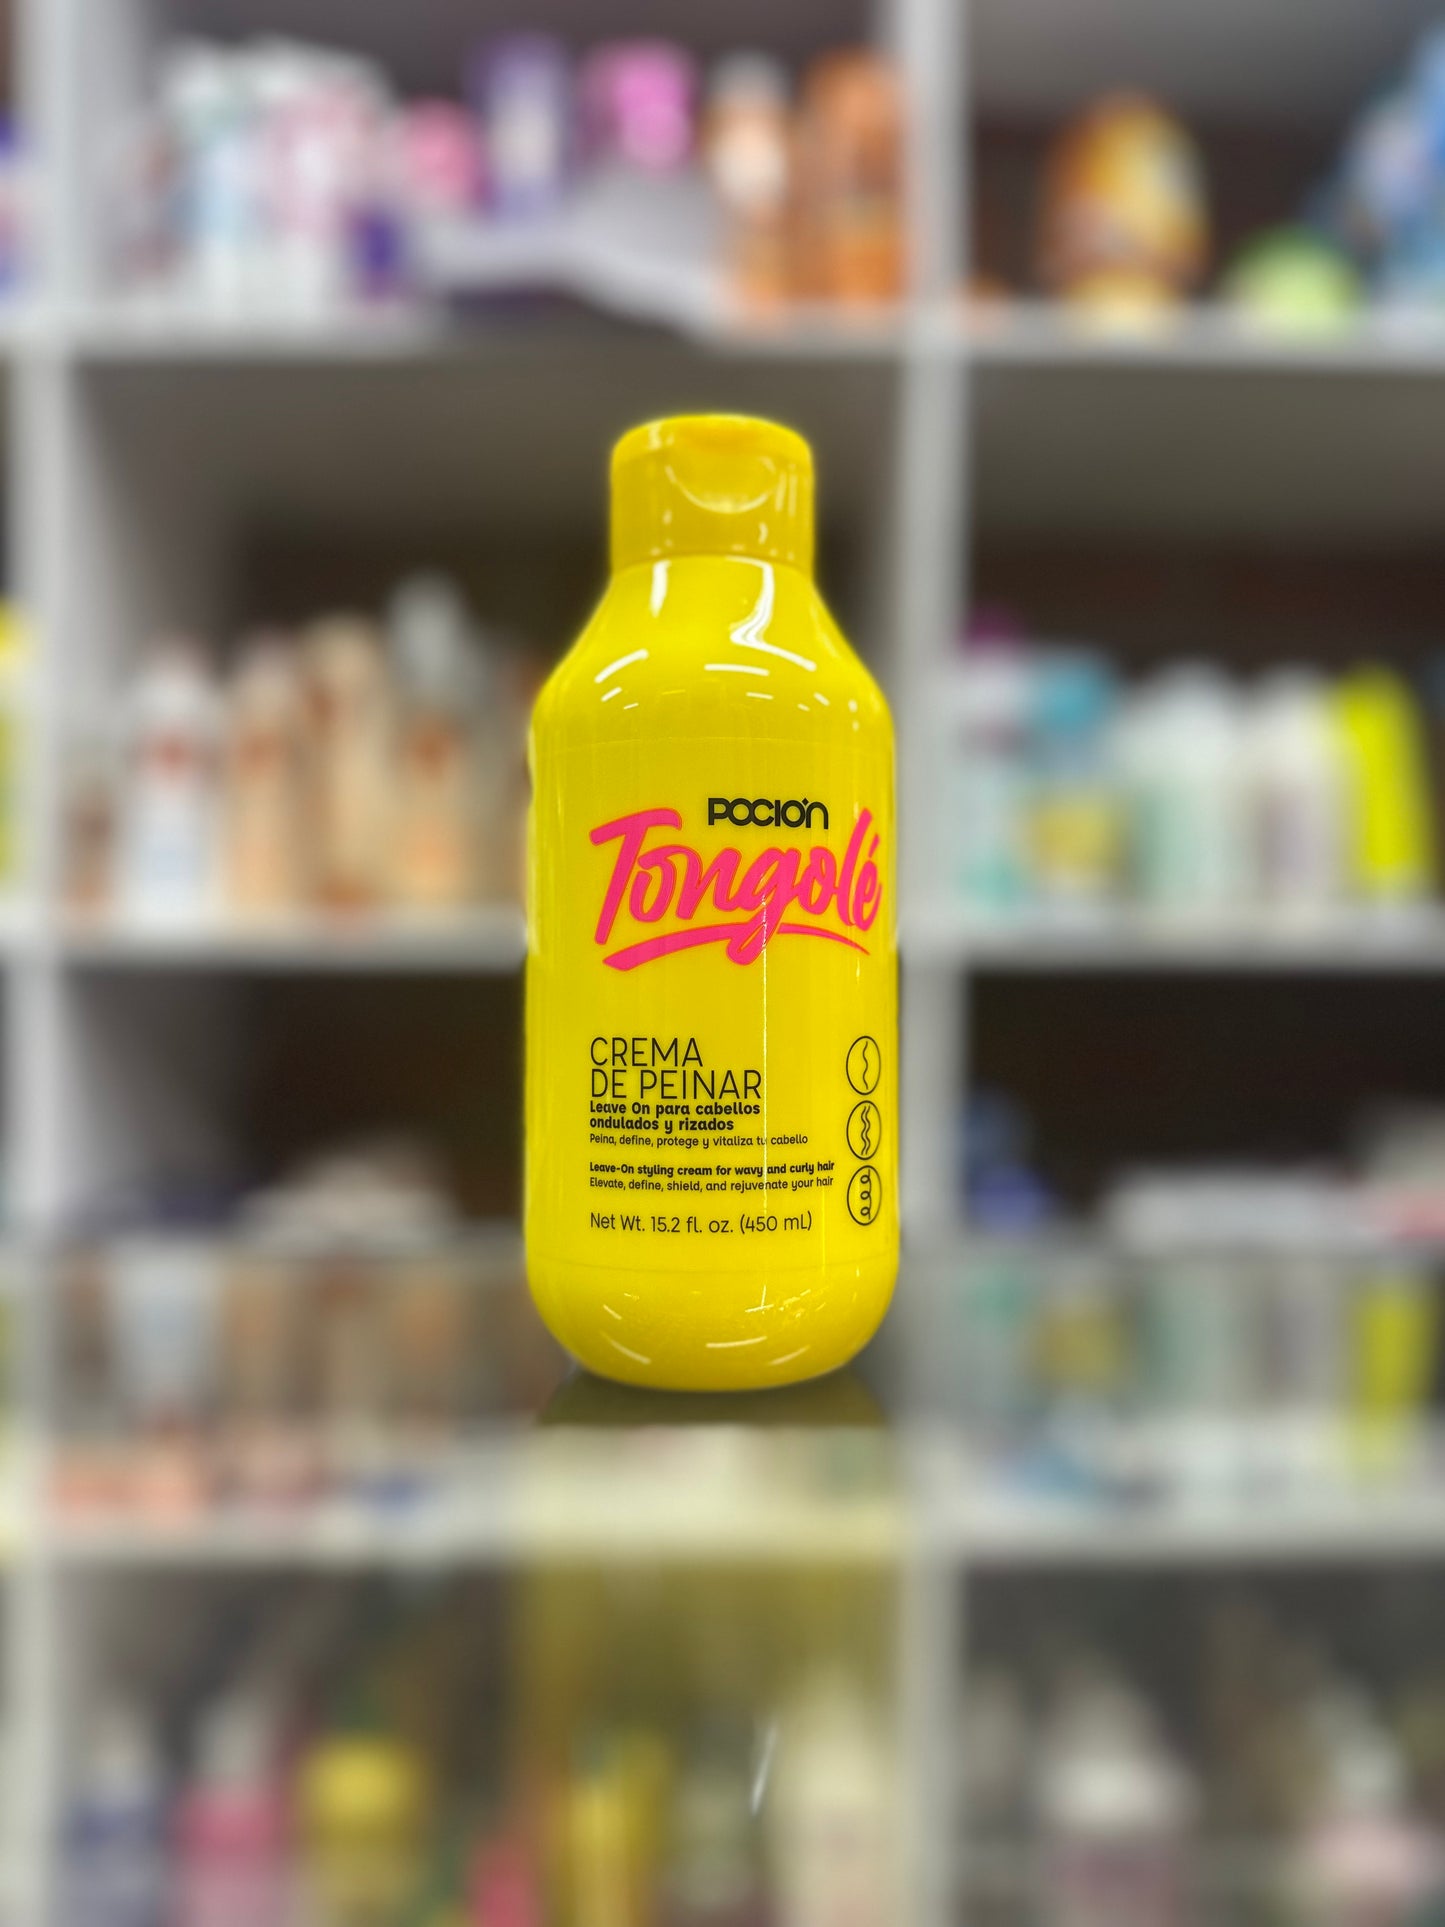 POCIÓN
Tongolé
CREMA
DE PEINAR
Leave On para cabellos
ondulados y rizados
Peina, define, protege y vitaliza tu cabello
Leave-On styling cream for wavy and curly hair
Elevate, define, shield, and rejuvenate your hair
Net Wt. 15.2 fl. oz. (450 mL)